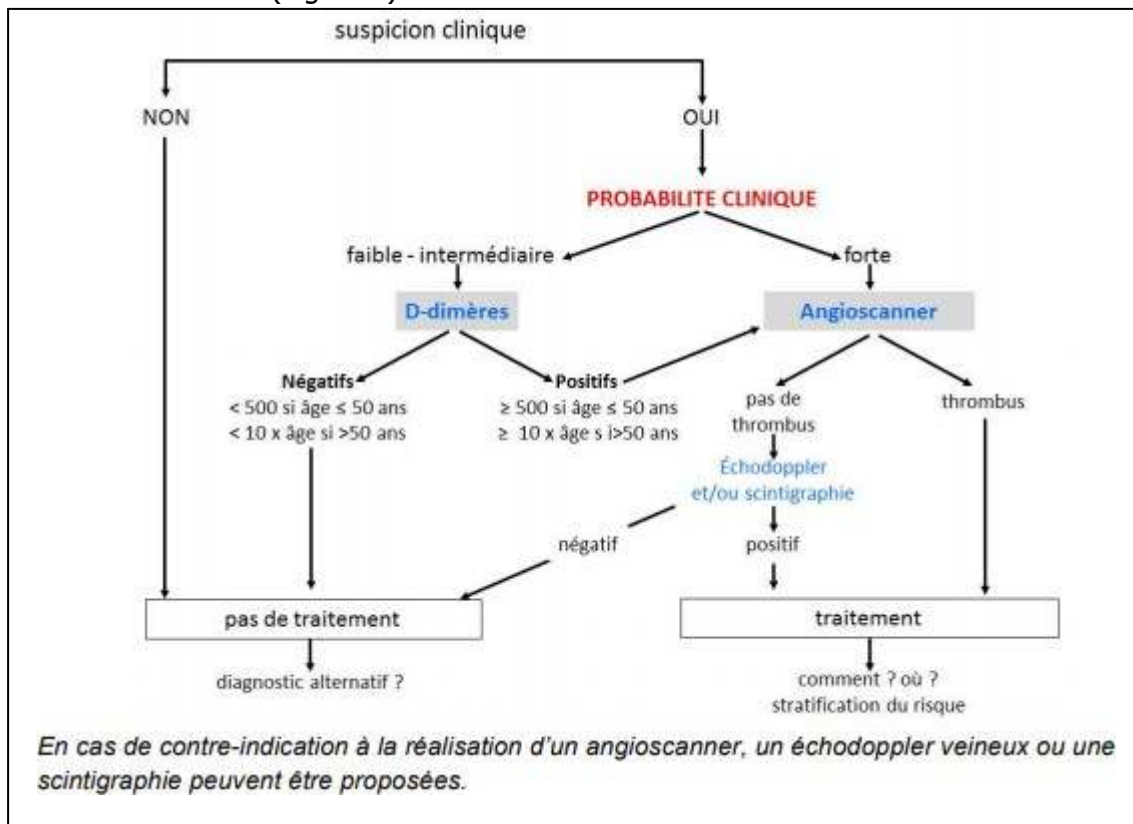 suspicion clinique
NON
OUI
PROBABILITE CLINIQUE
faible - intermédiaire
forte
D-dimères
Angioscanner
Négatifs
< 500 si âge ≤ 50 ans
< 10 x âge si >50 ans
Positifs
≥ 500 si âge ≤ 50 ans
≥ 10 x âge s i>50 ans
pas de
thrombus
thrombus
Échodoppler
et/ou scintigraphie
négatif
positif
pas de traitement
traitement
diagnostic alternatif ?
comment ? où ?
stratification du risque
En cas de contre-indication à la réalisation d'un angioscanner, un échodoppler veineux ou une
scintigraphie peuvent être proposées.